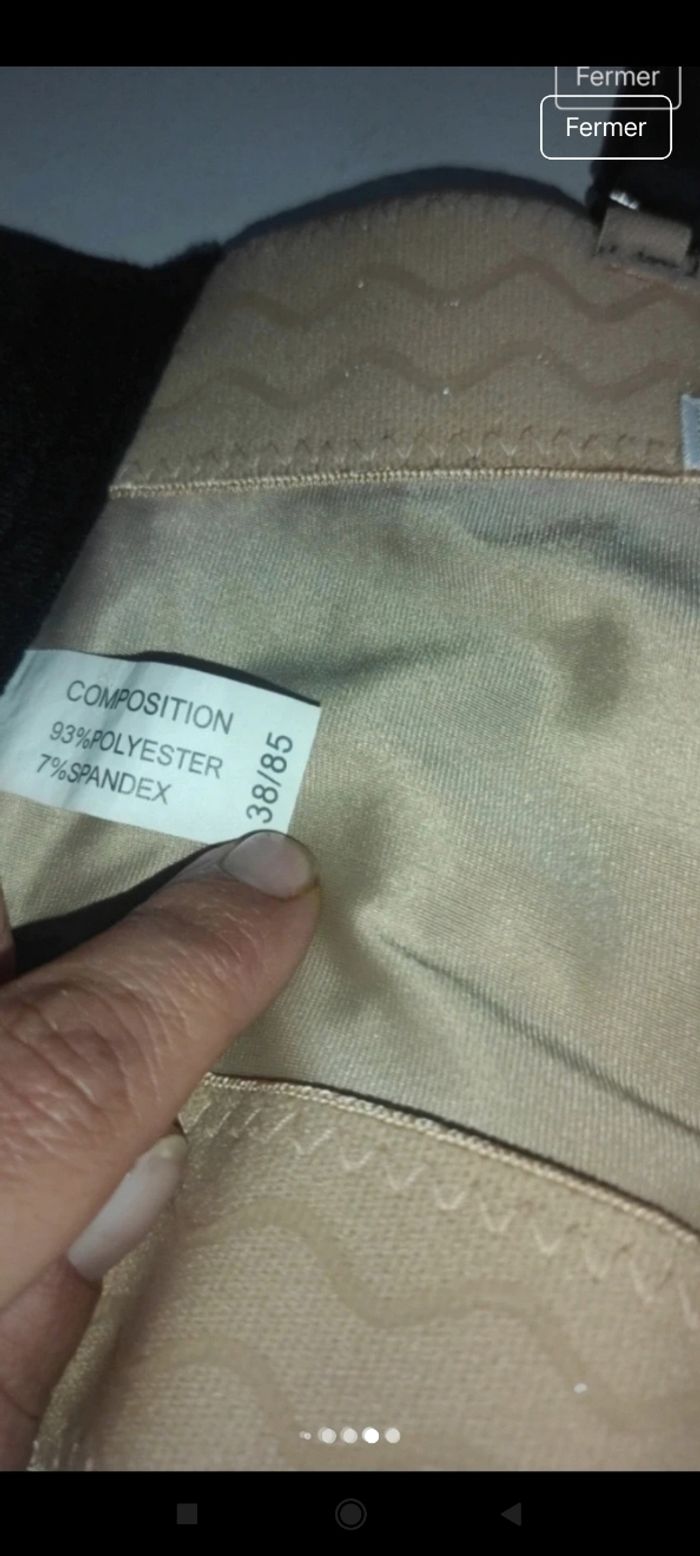 Fermer
Fermer
COMPOSITION
93%POLYESTER
7%SPANDEX
38/85